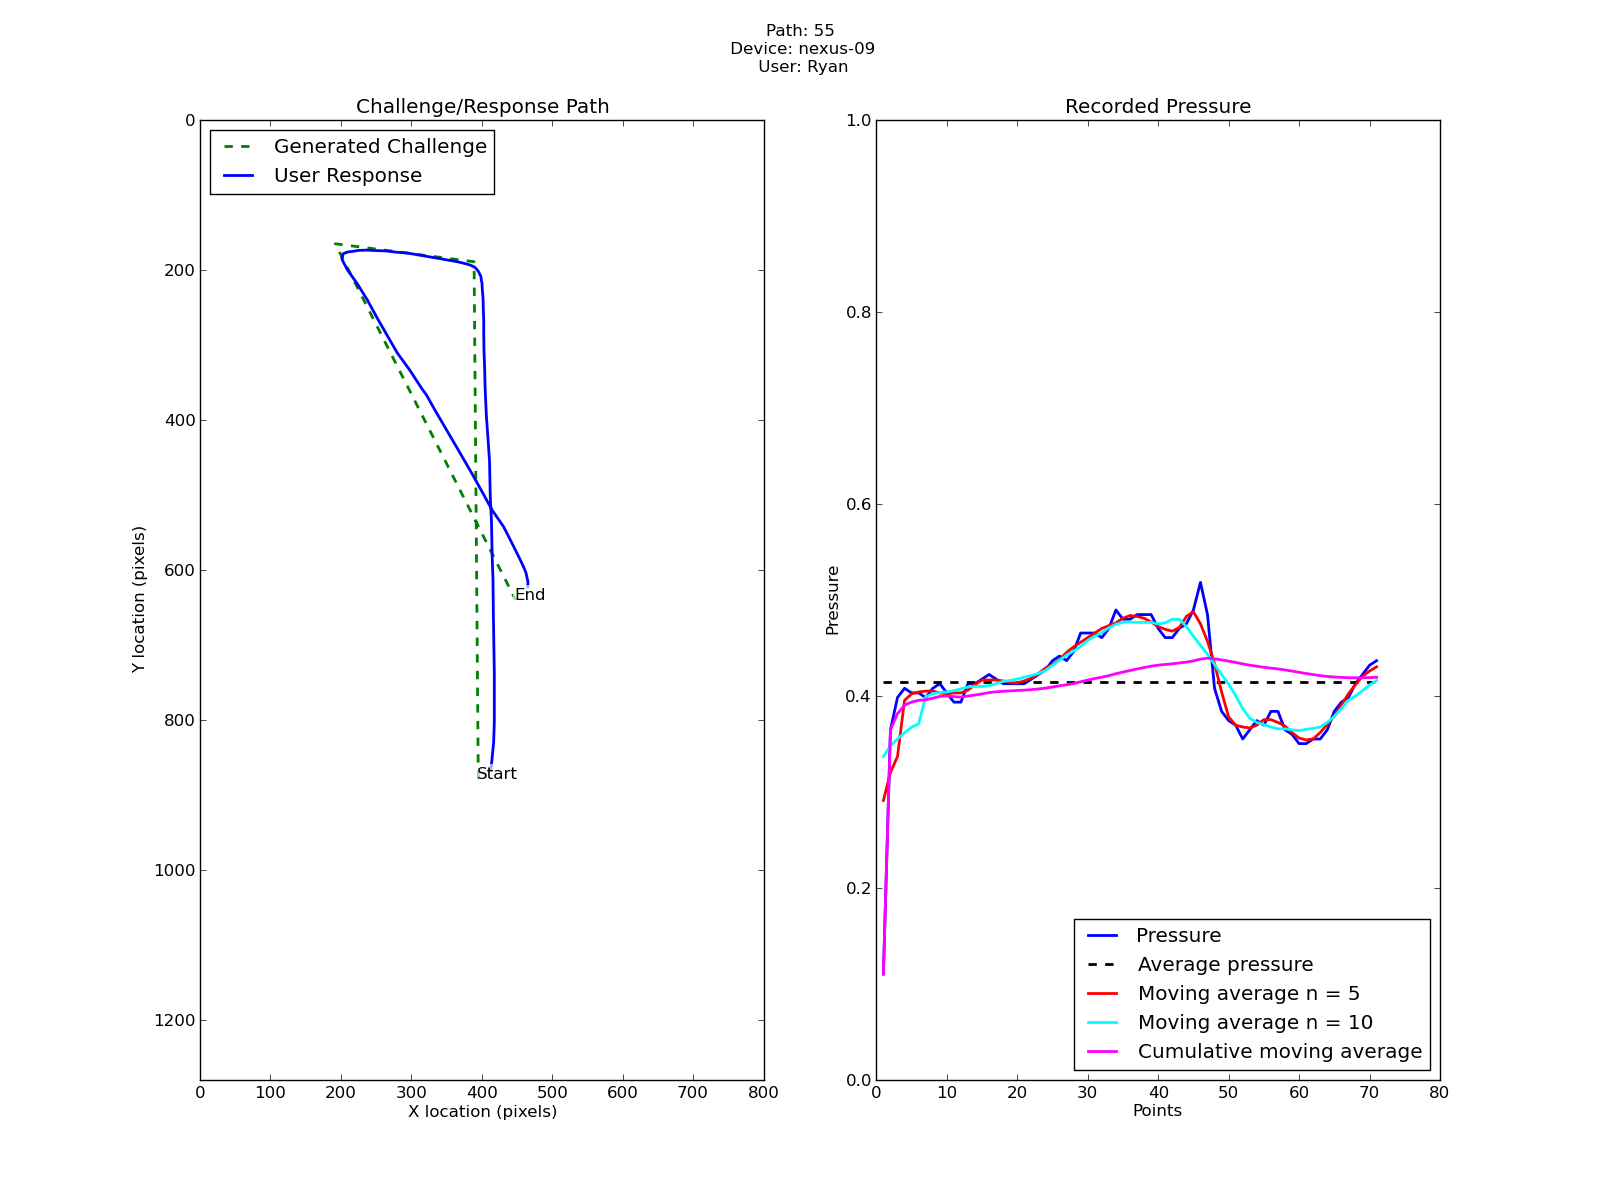 Path: 55
Device: nexus-09
User: Ryan
Challenge/Response Path
Generated Challenge
User Response
0
200
400
600
800
1000
1200
Y location (pixels)
End
Start
0 100 200 300 400 500 600 700 800
X location (pixels)
Recorded Pressure
1.0
0.8
0.6
0.4
0.2
0.0
Pressure
Pressure
Average pressure
Moving average n = 5
Moving average n = 10
Cumulative moving average
0 10 20 30 40 50 60 70 80
Points